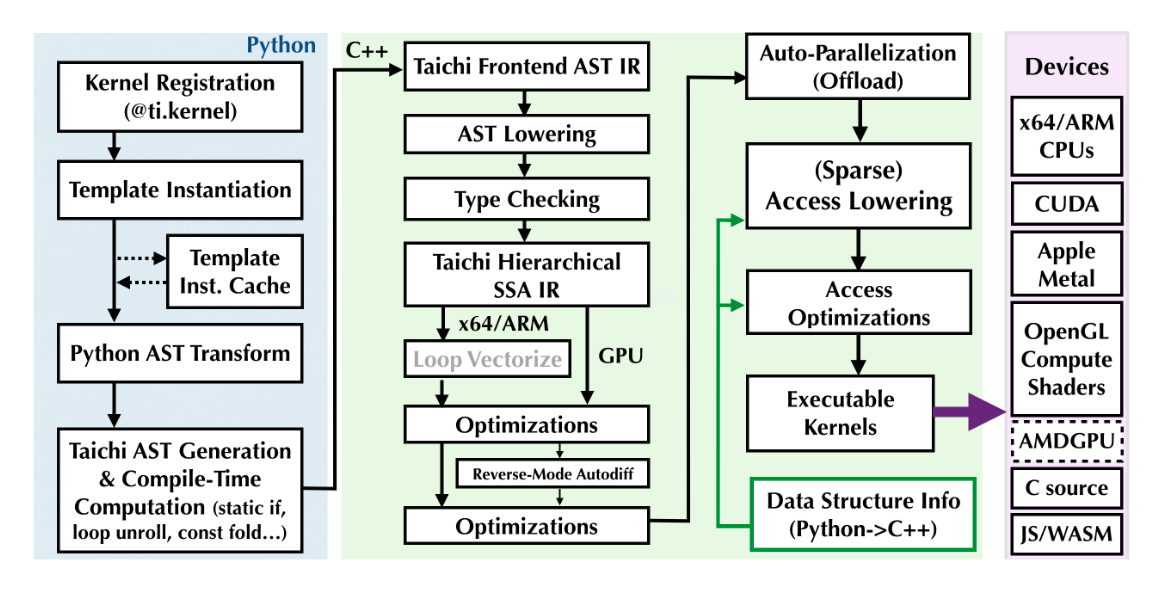 Python
Kernel Registration
(@ti.kernel)
Template Instantiation
Template
Inst. Cache
Python AST Transform
Taichi AST Generation
& Compile-Time
Computation (static if,
loop unroll, const fold…)
C++
Taichi Frontend AST IR
AST Lowering
Type Checking
Taichi Hierarchical
SSA IR
x64/ARM
Loop Vectorize
GPU
Optimizations
Reverse-Mode Autodiff
Optimizations
Auto-Parallelization
(Offload)
(Sparse)
Access Lowering
Access
Optimizations
Executable
Kernels
Data Structure Info
(Python->C++)
Devices
x64/ARM
CPUs
CUDA
Apple
Metal
OpenGL
Compute
Shaders
AMDGPU
C source
JS/WASM